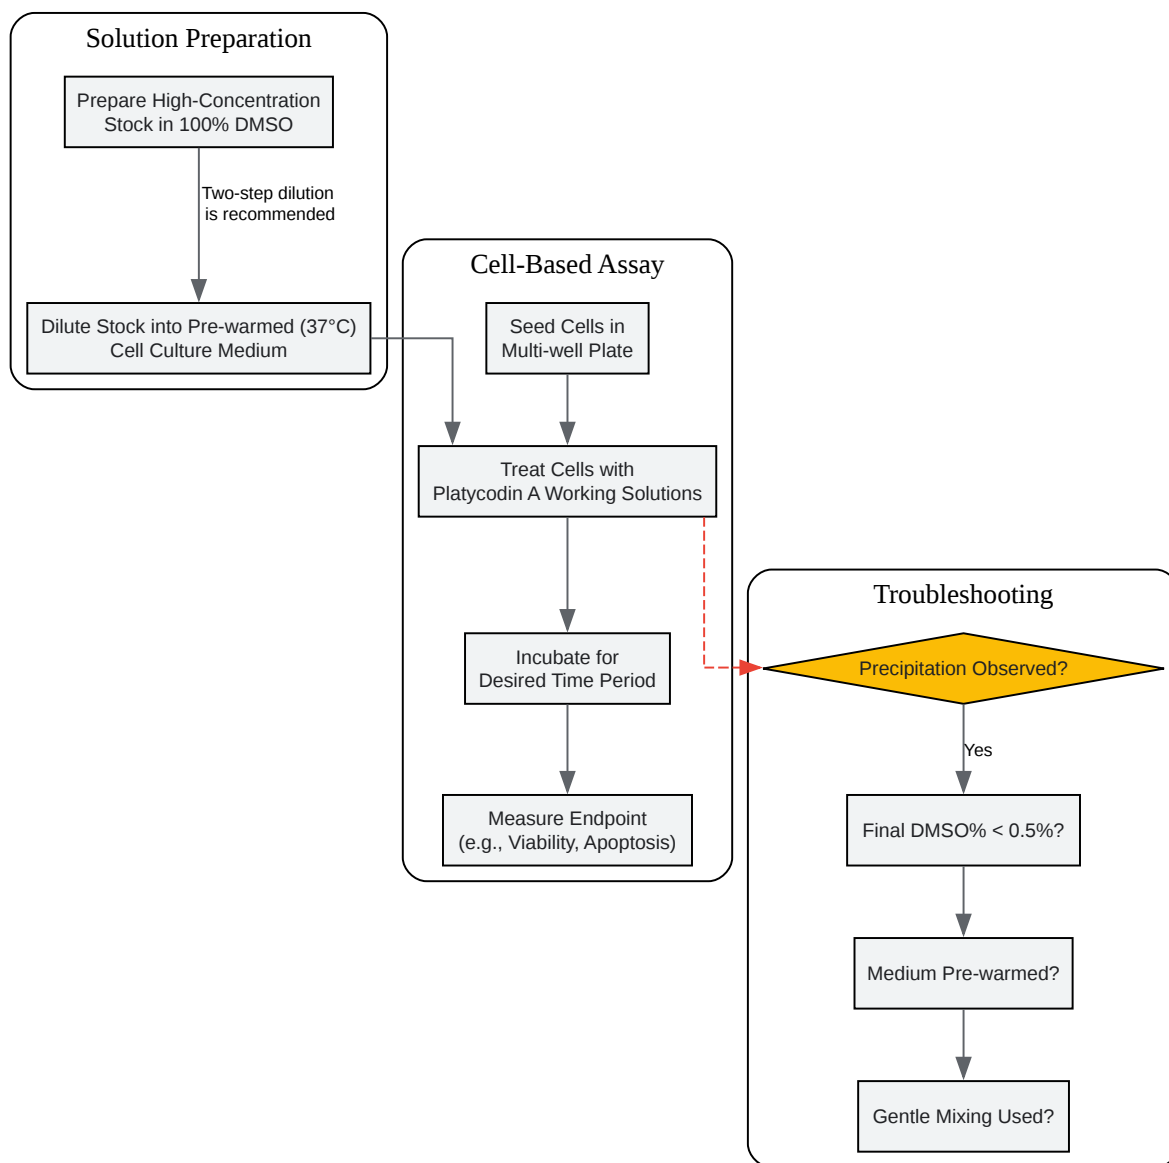 Solution Preparation
Prepare High-Concentration
Stock in 100% DMSO
Two-step dilution
is recommended
Dilute Stock into Pre-warmed (37°C)
Cell Culture Medium
Cell-Based Assay
Seed Cells in
Multi-well Plate
Treat Cells with
Platycodin A Working Solutions
Incubate for
Desired Time Period
Measure Endpoint
(e.g., Viability, Apoptosis)
Troubleshooting
Precipitation Observed?
Yes
Final DMSO% < 0.5%?
Medium Pre-warmed?
Gentle Mixing Used?